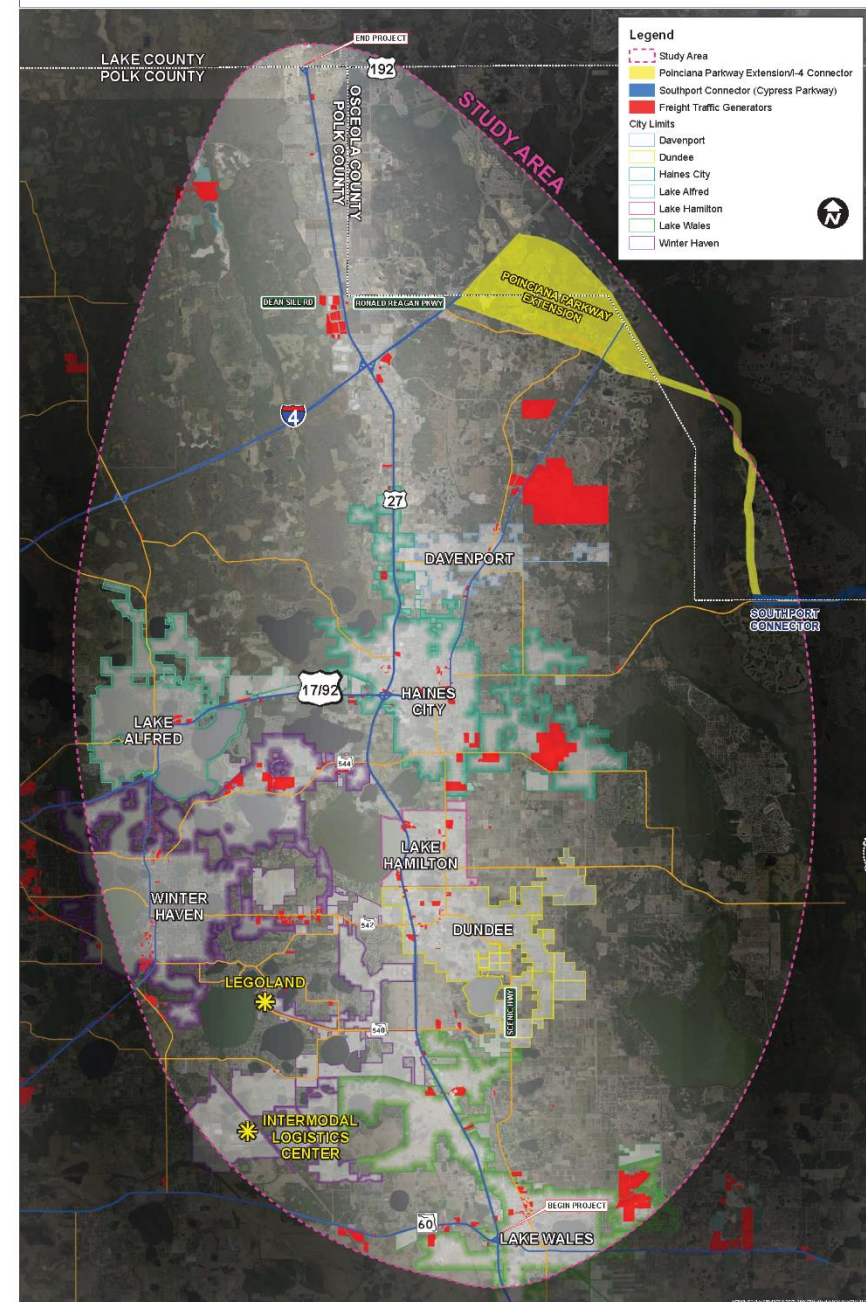 END PROJECT
LAKE COUNTY
POLK COUNTY
192
OSCEOLA COUNTY
POLK COUNTY
STUDY AREA
Legend
Study Area
Poinciana Parkway Extension/I-4 Connector
Southport Connector (Cypress Parkway)
Freight Traffic Generators
City Limits
Davenport
Dundee
Haines City
Lake Alfred
Lake Hamilton
Lake Wales
Winter Haven
N
DEAN SILL RD
RONALD REAGAN PKWY
POINCIANA PARKWAY
EXTENSION
4
27
DAVENPORT
SOUTHPORT
CONNECTOR
17/92
HAINES
CITY
LAKE
ALFRED
544
LAKE
HAMILTON
WINTER
HAVEN
542
DUNDEE
LEGOLAND
540
SCENIC HWY
INTERMODAL
LOGISTICS
CENTER
BEGIN PROJECT
60
LAKE WALES